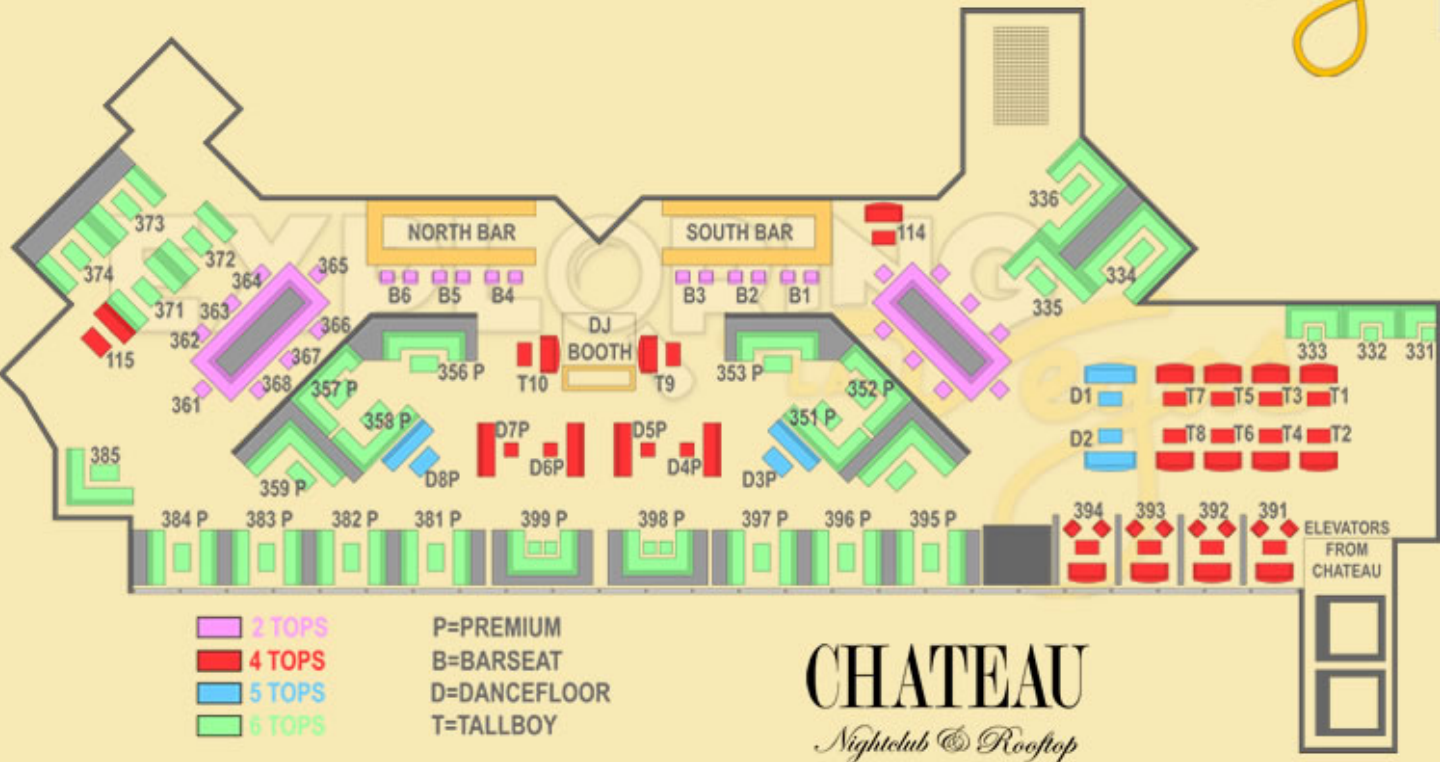 EXPLORING
LAS Vegas
336
373
NORTH BAR
SOUTH BAR
114
372
374
364
365
334
B6
B5
B4
B3
B2
B1
335
371
363
362
366
DJ
BOOTH
333
332
331
115
367
356 P
353 P
368
T10
T9
357 P
352 P
D1
T7
T5
T3
T1
361
358 P
351 P
D7P
D5P
D2
T8
T6
T4
T2
385
D6P
D4P
D8P
D3P
359 P
384 P
383 P
382 P
381 P
399 P
398 P
397 P
396 P
395 P
394
393
392
391
ELEVATORS
FROM
CHATEAU
2 TOPS
P=PREMIUM
4 TOPS
B=BARSEAT
5 TOPS
D=DANCEFLOOR
6 TOPS
T=TALLBOY
CHATEAU
Nightclub & Rooftop